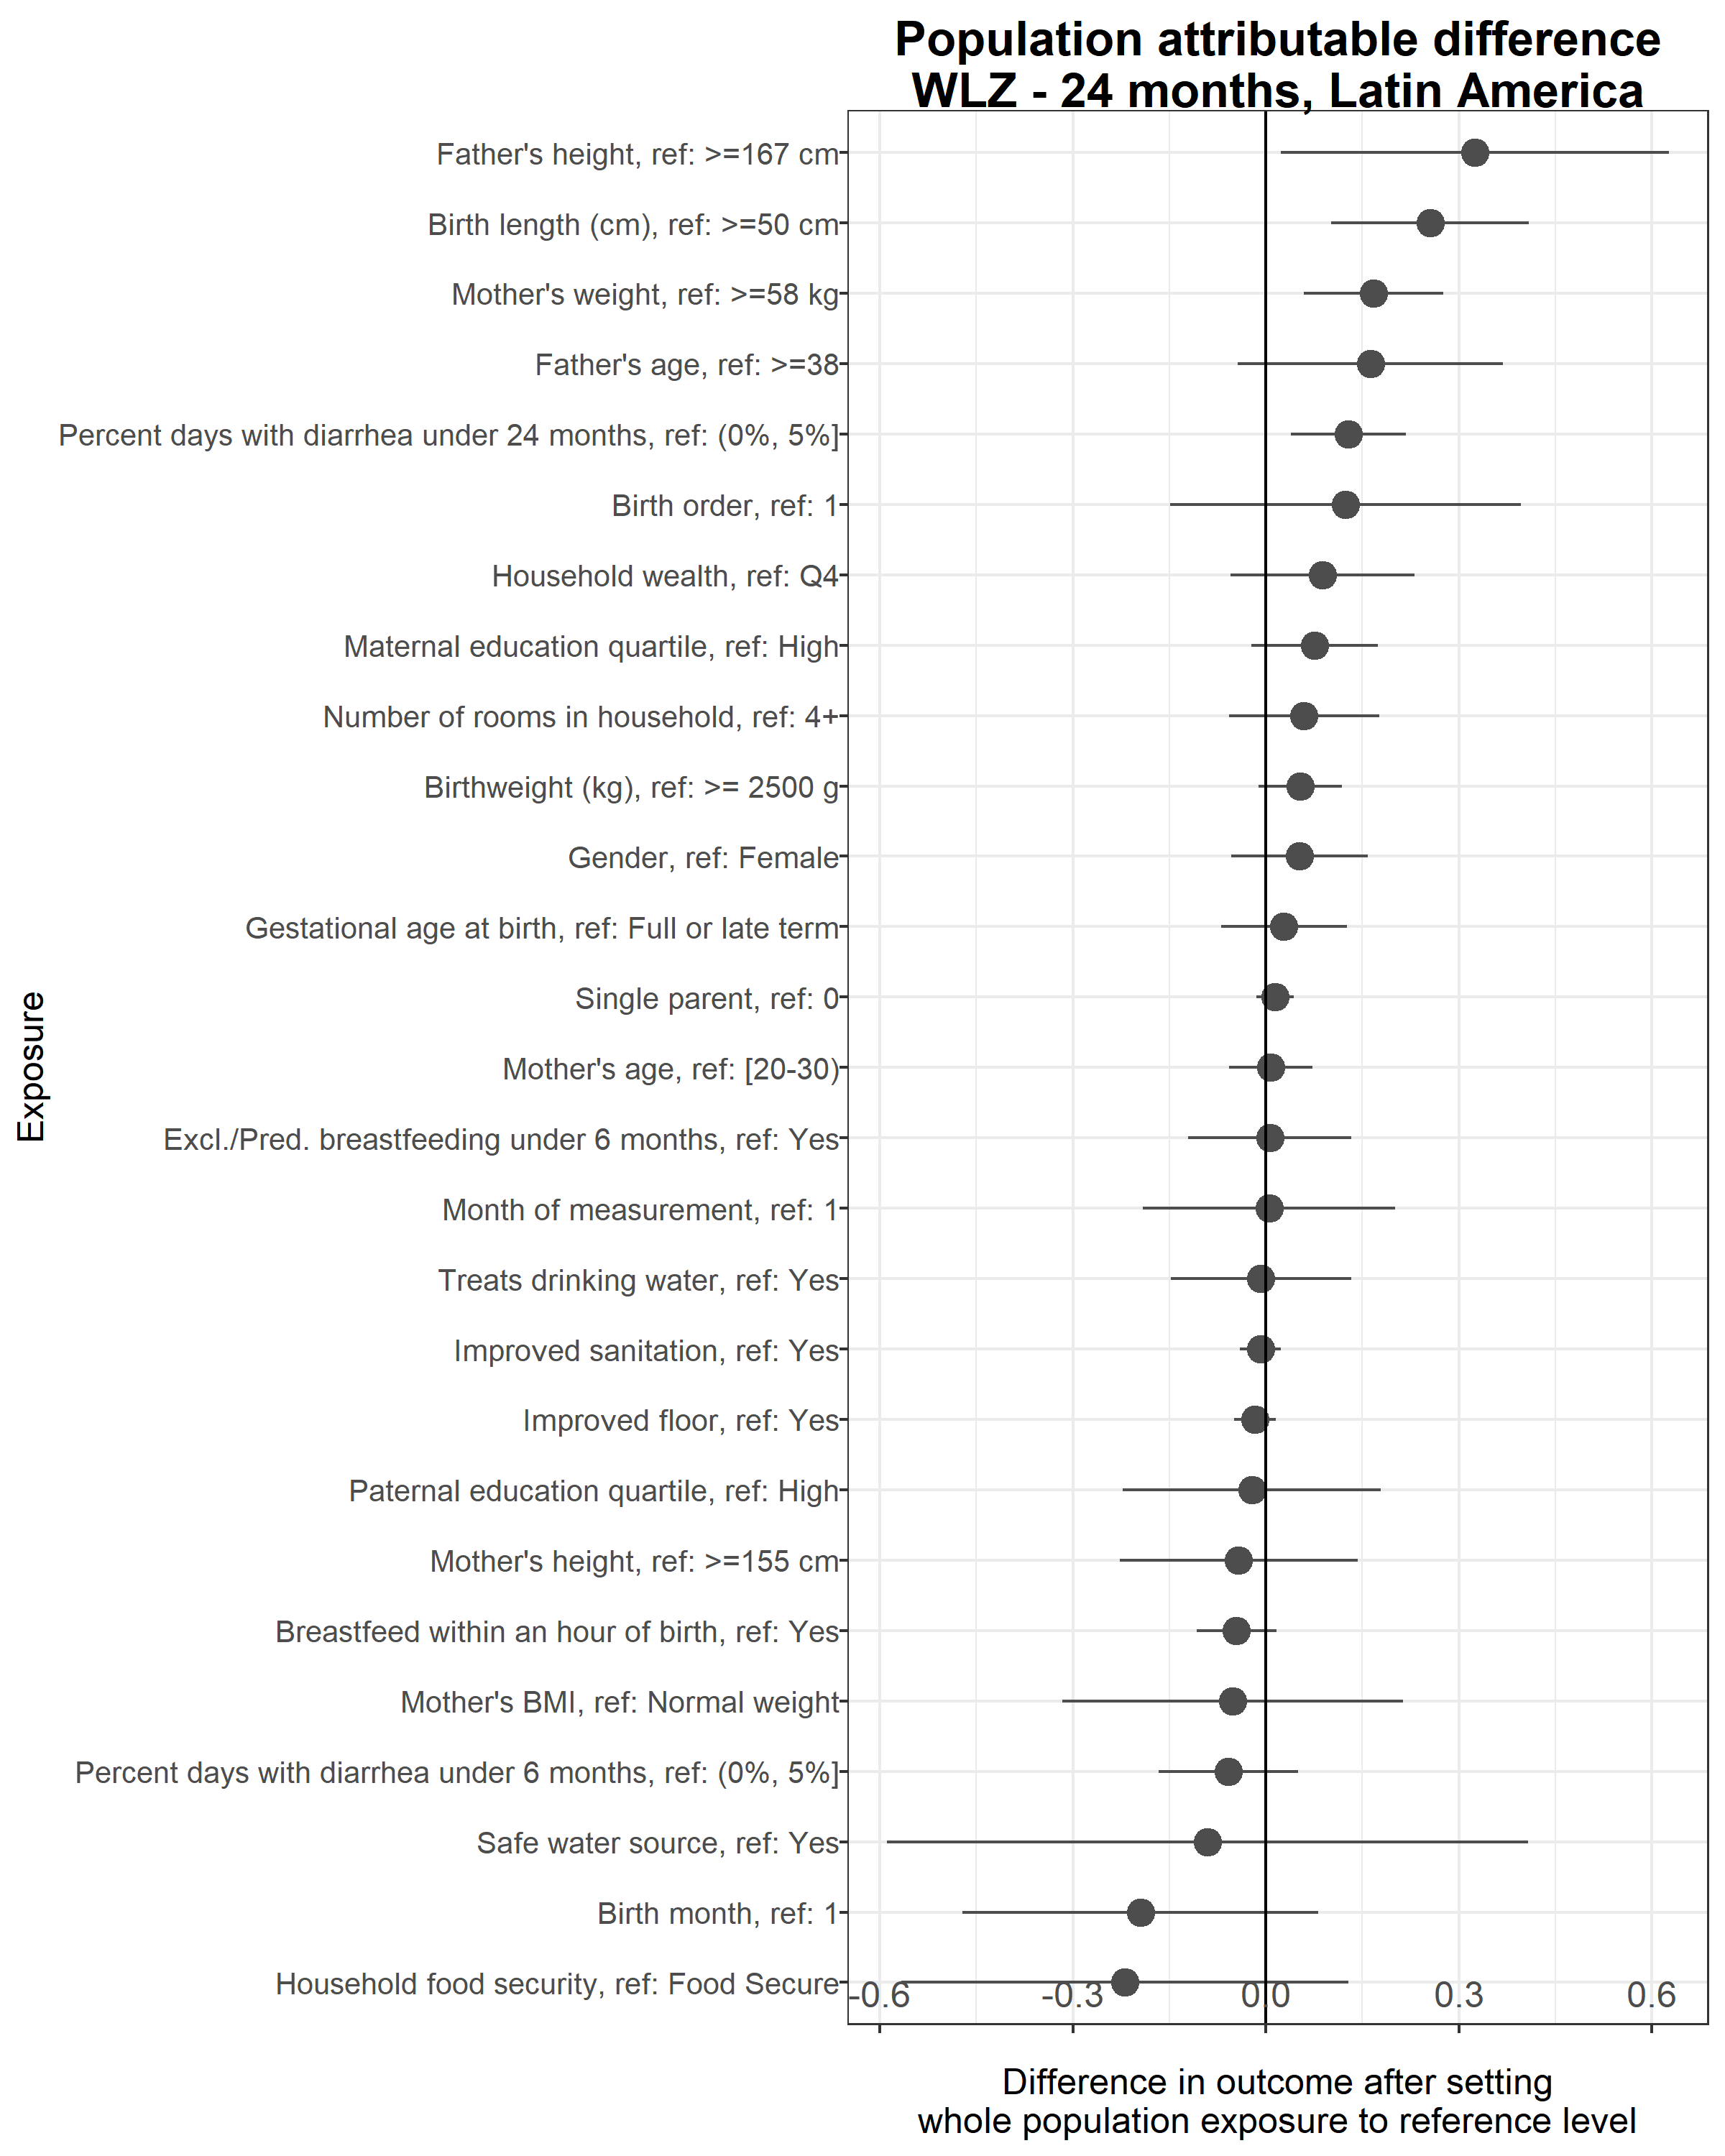 Population attributable difference
WLZ - 24 months, Latin America
Father's height, ref: >=167 cm
Birth length (cm), ref: >=50 cm
Mother's weight, ref: >=58 kg
Father's age, ref: >=38
Percent days with diarrhea under 24 months, ref: (0%, 5%]
Birth order, ref: 1
Household wealth, ref: Q4
Maternal education quartile, ref: High
Number of rooms in household, ref: 4+
Birthweight (kg), ref: >= 2500 g
Gender, ref: Female
Gestational age at birth, ref: Full or late term
Single parent, ref: 0
Mother's age, ref: [20-30)
Excl./Pred. breastfeeding under 6 months, ref: Yes
Month of measurement, ref: 1
Treats drinking water, ref: Yes
Improved sanitation, ref: Yes
Improved floor, ref: Yes
Paternal education quartile, ref: High
Mother's height, ref: >=155 cm
Breastfeed within an hour of birth, ref: Yes
Mother's BMI, ref: Normal weight
Percent days with diarrhea under 6 months, ref: (0%, 5%]
Safe water source, ref: Yes
Birth month, ref: 1
Household food security, ref: Food Secure
Exposure
-0.6 -0.3 0.0 0.3 0.6
Difference in outcome after setting
whole population exposure to reference level